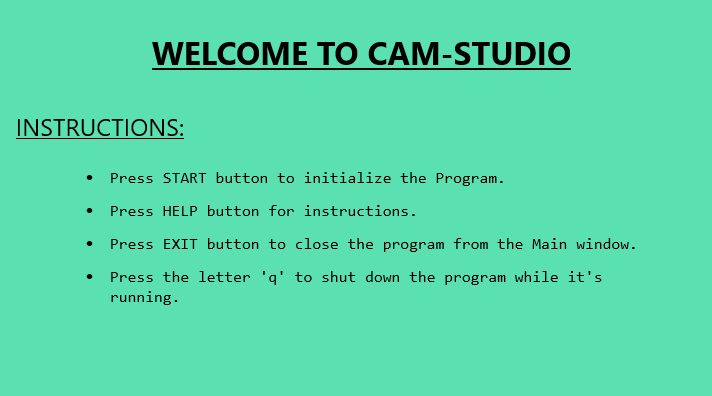 WELCOME TO CAM-STUDIO
INSTRUCTIONS:
• Press START button to initialize the Program.
• Press HELP button for instructions.
• Press EXIT button to close the program from the Main window.
• Press the letter 'q' to shut down the program while it's
running.